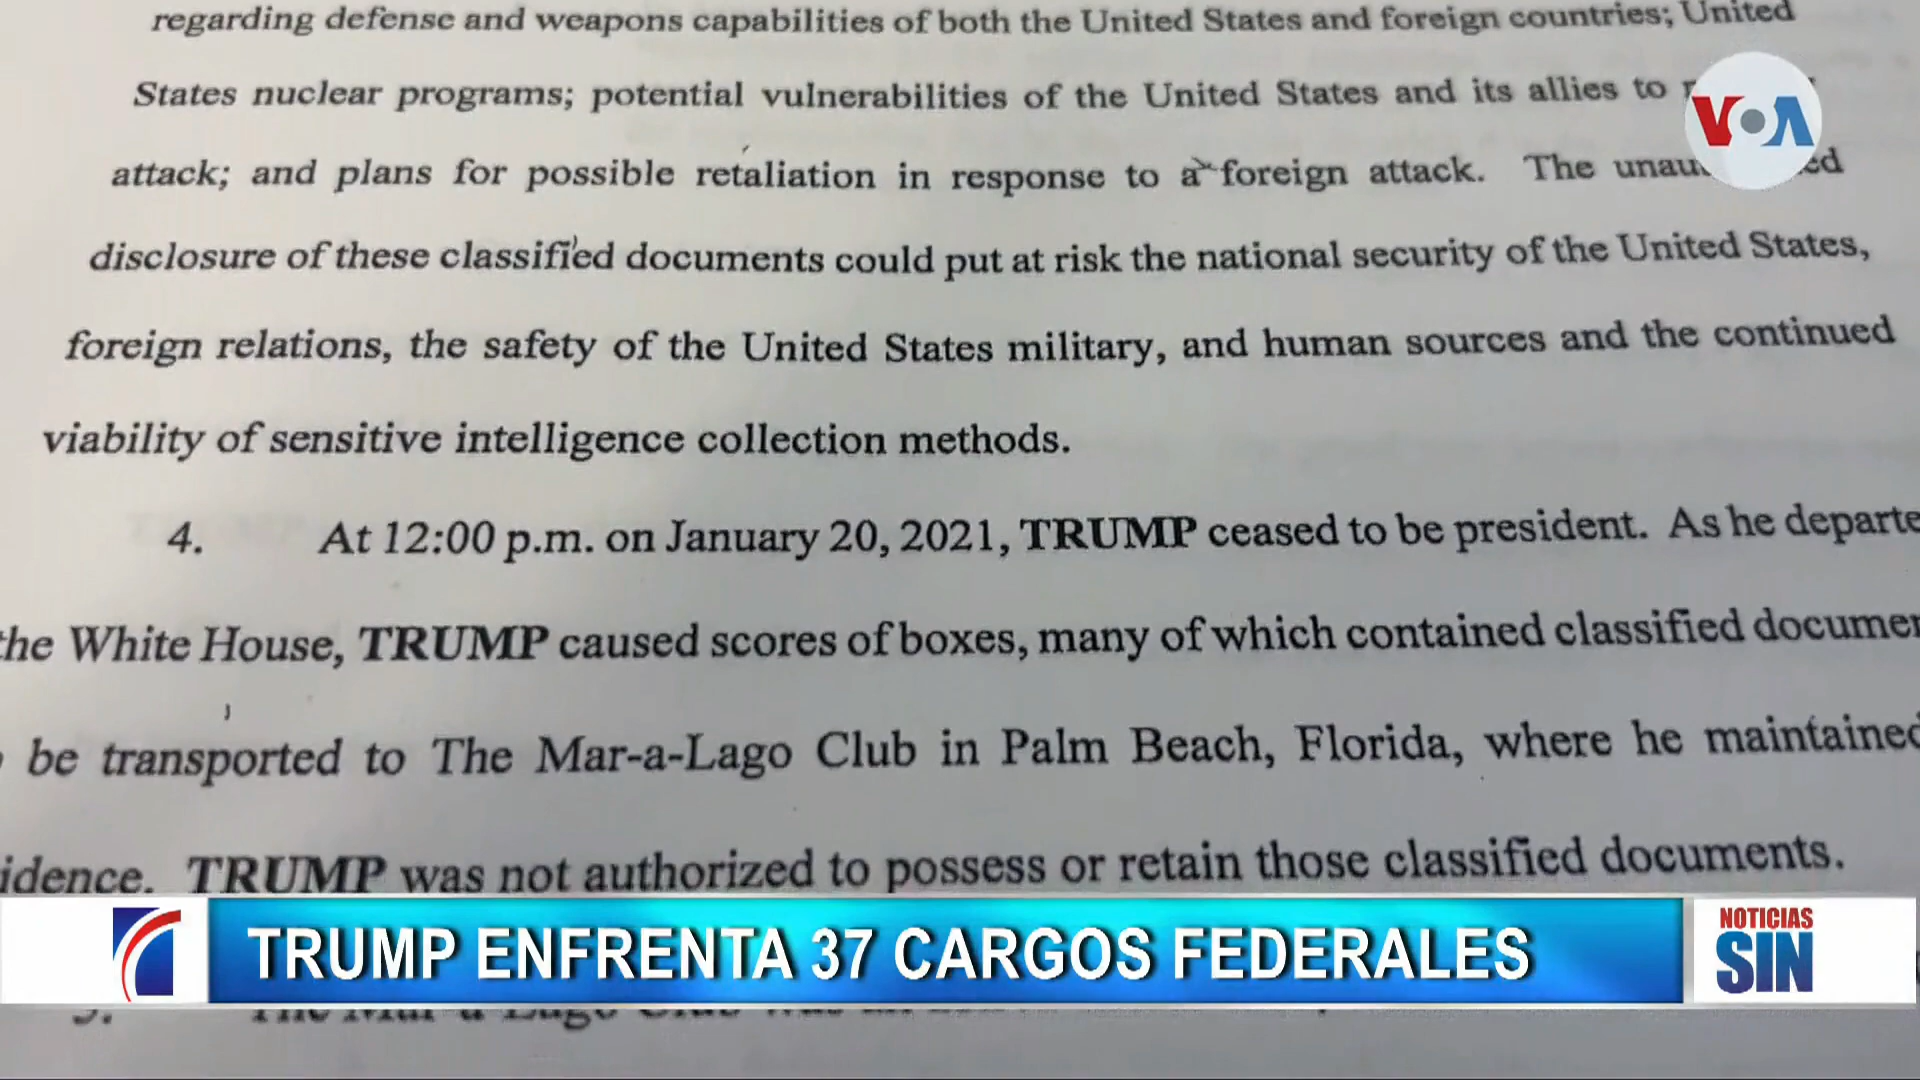 regarding defense and weapons capabilities of both the United States and foreign countries; United
States nuclear programs; potential vulnerabilities of the United States and its allies to
VOA
attack; and plans for possible retaliation in response to a foreign attack. The
disclosure of these classified documents could put at risk the national security of the United States,
foreign relations, the safety of the United States military, and human sources and the continued
viability of sensitive intelligence collection methods.
4. At 12:00 p.m. on January 20, 2021, TRUMP ceased to be president. As he departe
the White House, TRUMP caused scores of boxes, many of which contained classified documen
be transported to The Mar-a-Lago Club in Palm Beach, Florida, where he maintained
idence. TRUMP was not authorized to possess or retain those classified documents.
TRUMP ENFRENTA 37 CARGOS FEDERALES
NOTICIAS
SIN